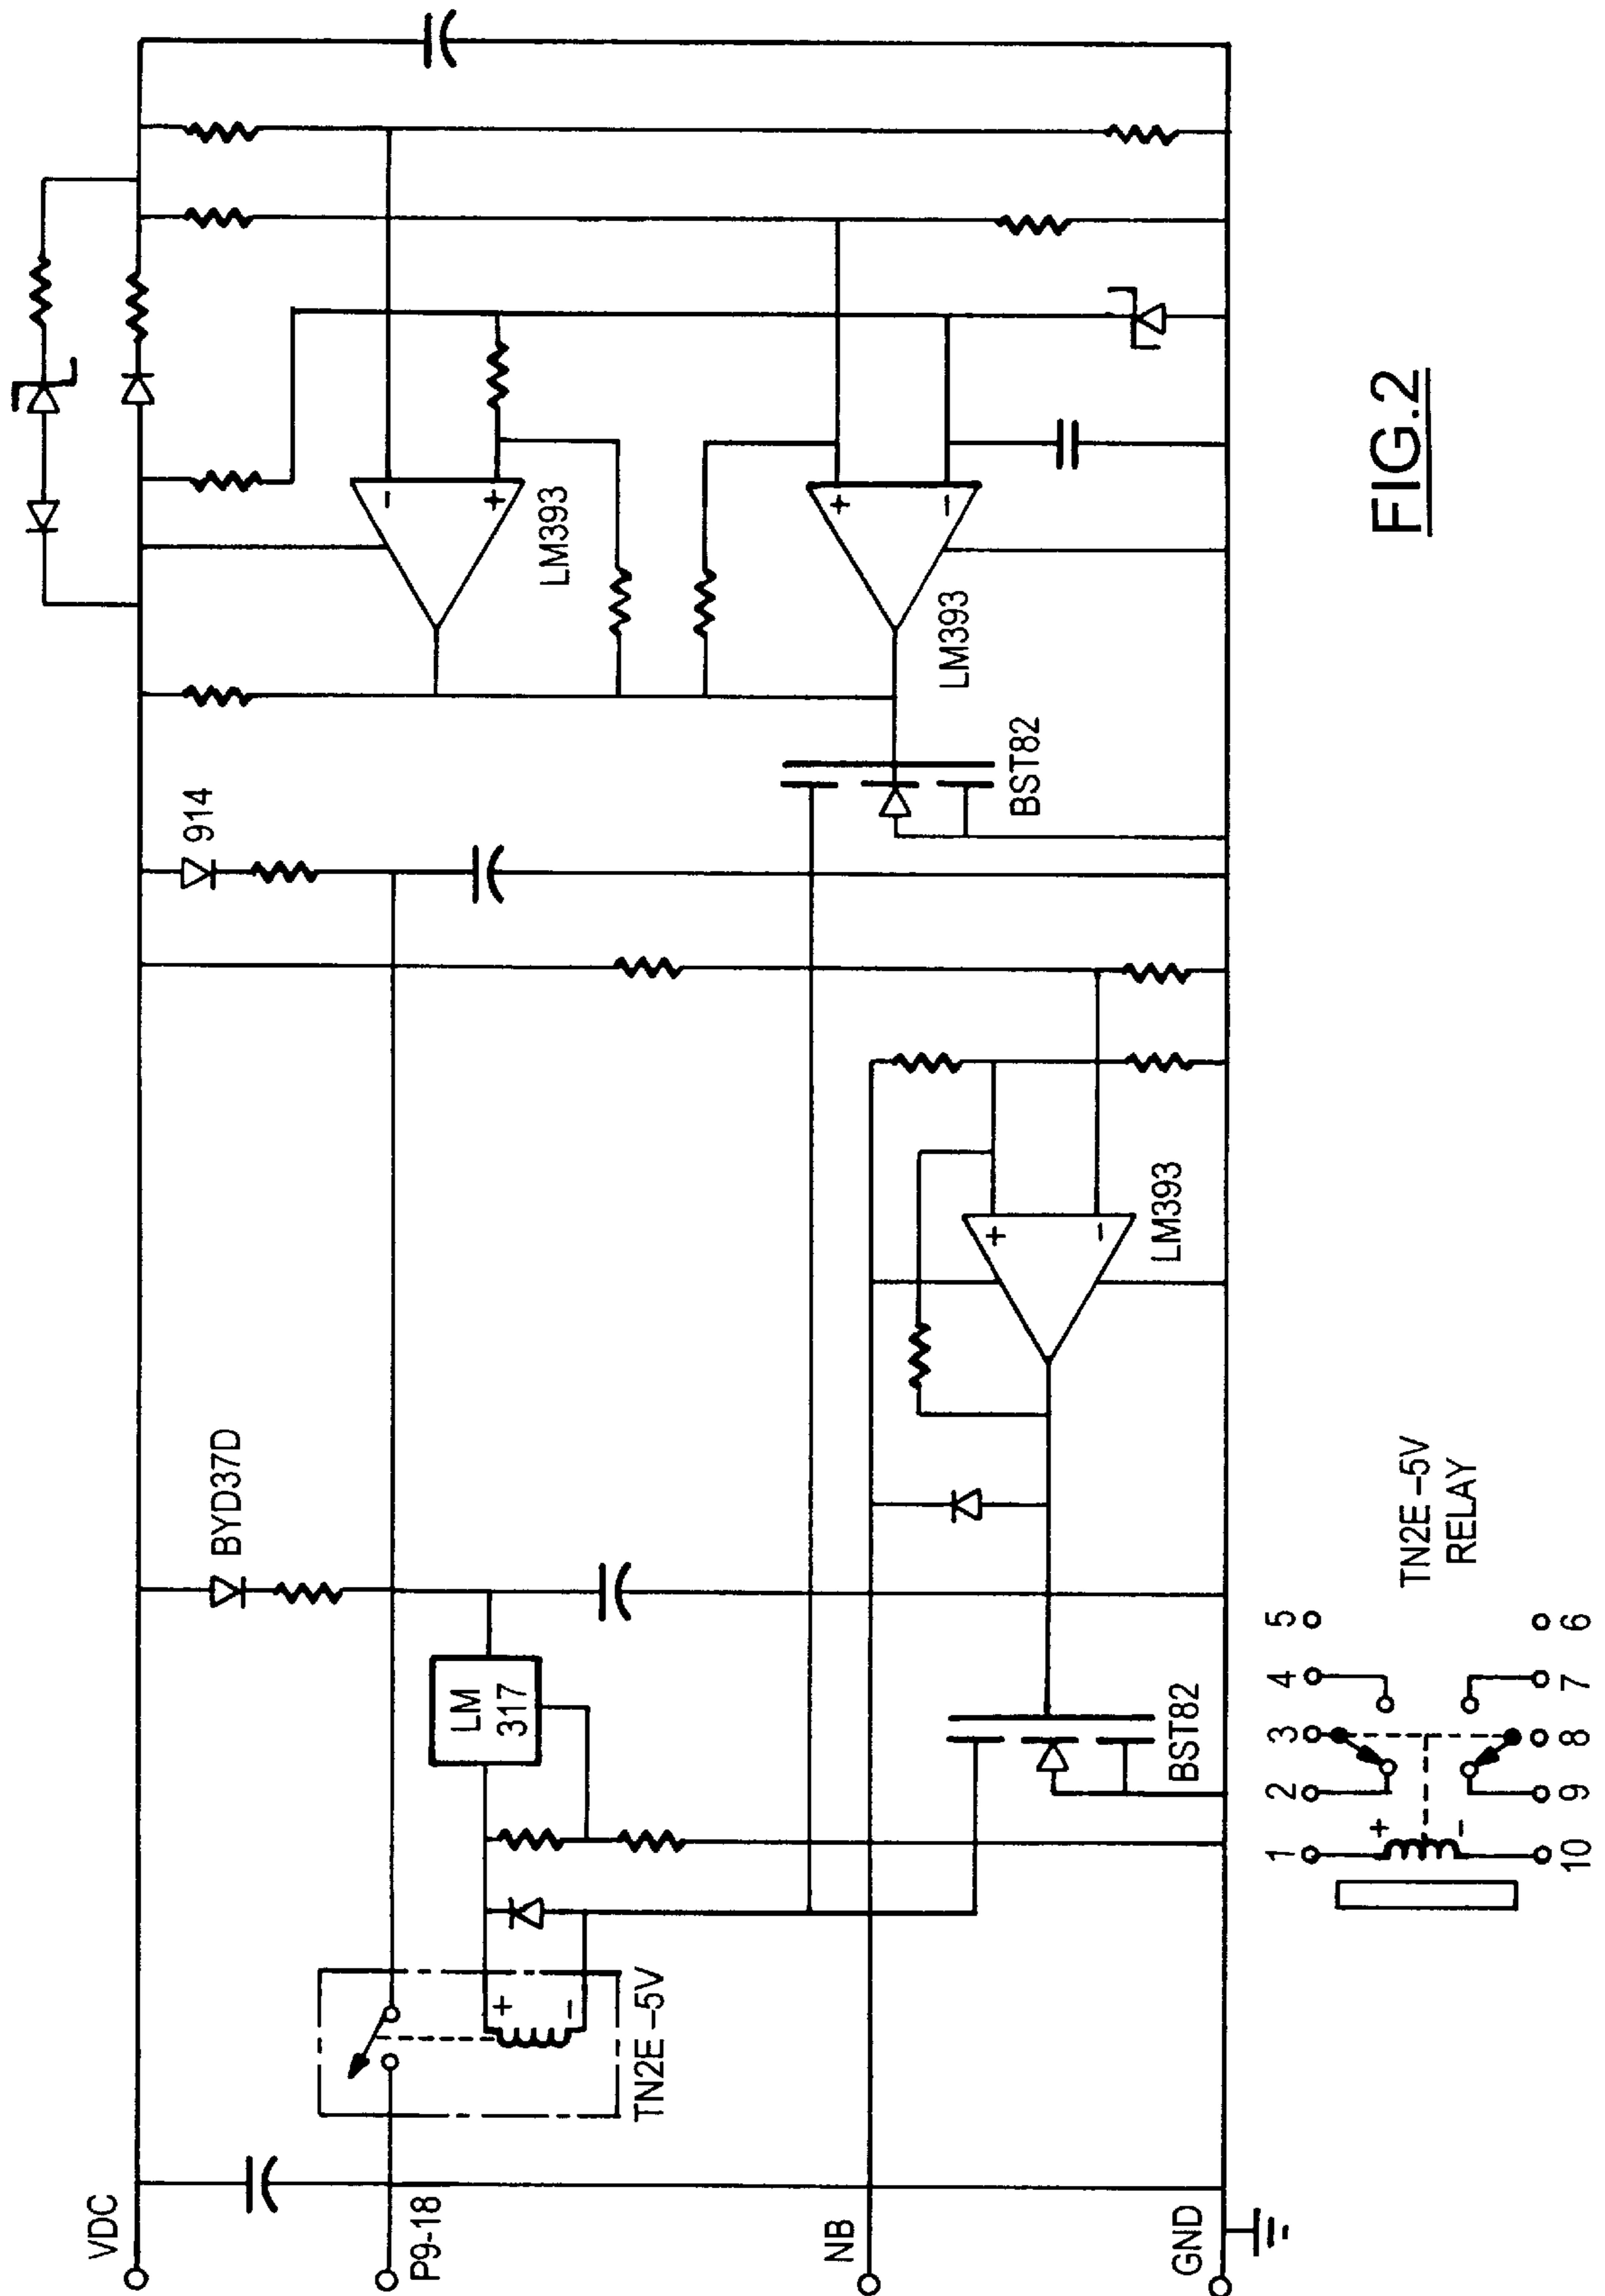 VDC
P9-18
NB
GND
TN2E –5V
+
–
LM
317
BYD37D
BST82
LM393
+
–
914
BST82
LM393
+
–
LM393
–
+
TN2E –5V
RELAY
1 2 3 4 5
+
–
10 9 8 7 6
FIG.2